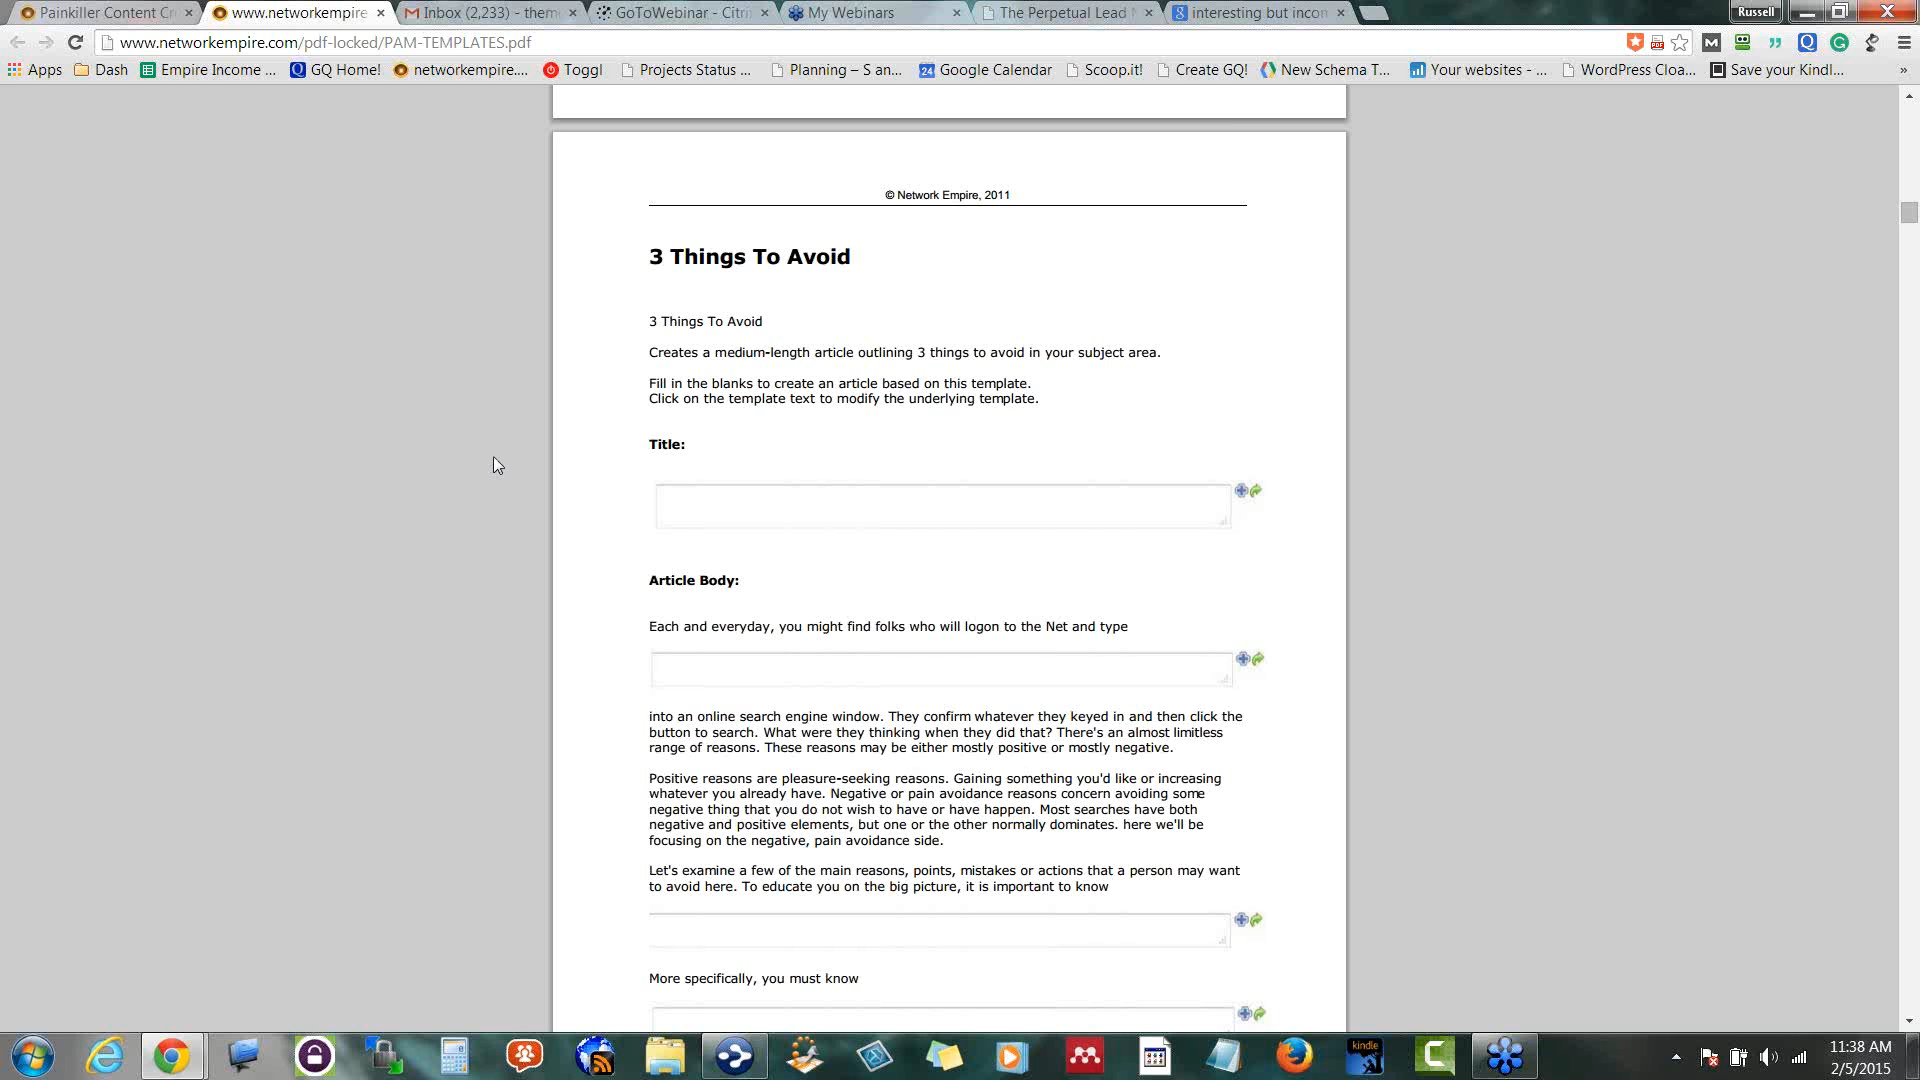 Painkiller Content Cr
www.networkempire
Inbox (2,233) - them
GoToWebinar - Citri
My Webinars
The Perpetual Lead
interesting but incon
Russell
www.networkempire.com/pdf-locked/PAM-TEMPLATES.pdf
Apps
Dash
Empire Income ...
GQ Home!
networkempire....
Toggl
Projects Status ...
Planning – S an...
24
Google Calendar
Scoop.it!
Create GQ!
New Schema T...
Your websites - ...
WordPress Cloa...
Save your Kindl...
»
© Network Empire, 2011
3 Things To Avoid
3 Things To Avoid
Creates a medium-length article outlining 3 things to avoid in your subject area.
Fill in the blanks to create an article based on this template.
Click on the template text to modify the underlying template.
Title:
Article Body:
Each and everyday, you might find folks who will logon to the Net and type
into an online search engine window. They confirm whatever they keyed in and then click the
button to search. What were they thinking when they did that? There's an almost limitless
range of reasons. These reasons may be either mostly positive or mostly negative.
Positive reasons are pleasure-seeking reasons. Gaining something you'd like or increasing
whatever you already have. Negative or pain avoidance reasons concern avoiding some
negative thing that you do not wish to have or have happen. Most searches have both
negative and positive elements, but one or the other normally dominates. here we'll be
focusing on the negative, pain avoidance side.
Let's examine a few of the main reasons, points, mistakes or actions that a person may want
to avoid here. To educate you on the big picture, it is important to know
More specifically, you must know
kindle
11:38 AM
2/5/2015